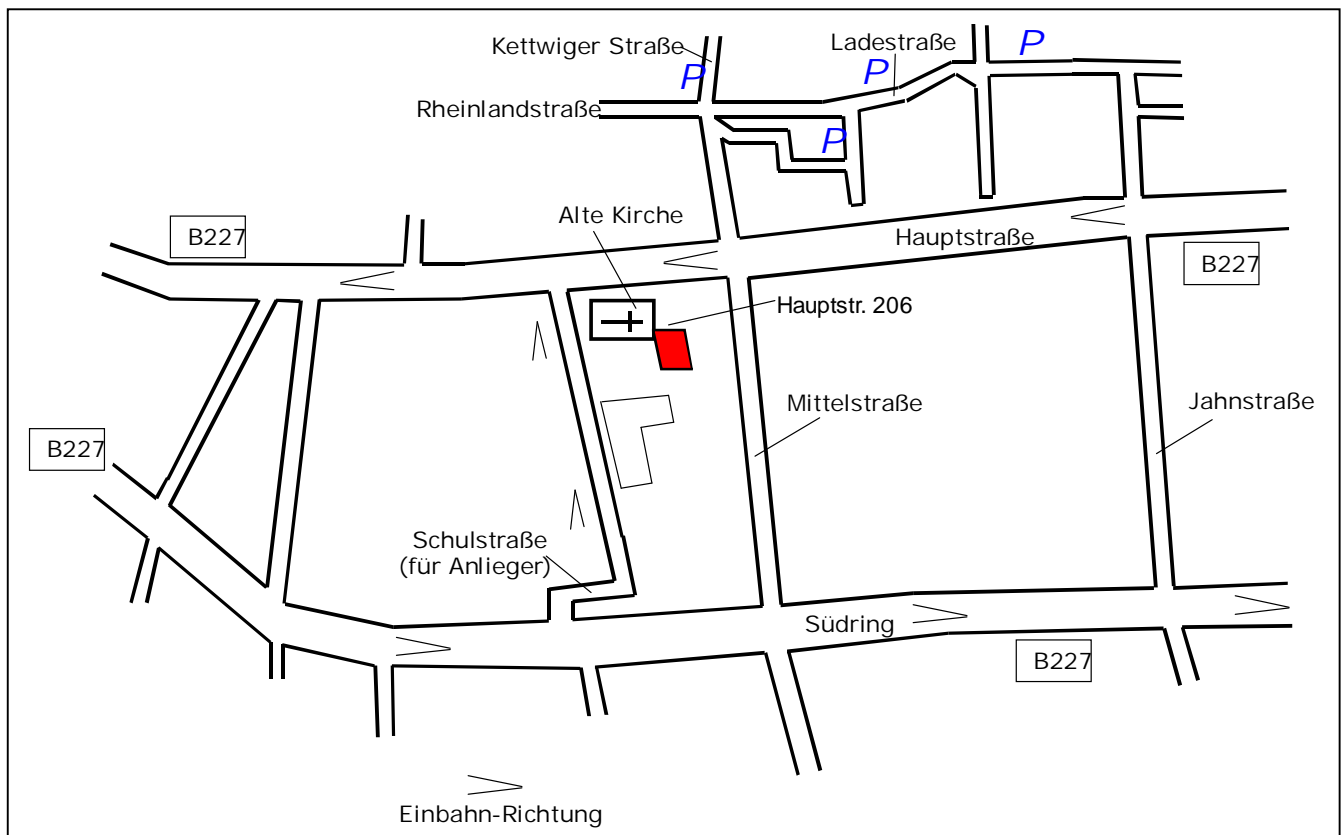 Kettwiger Straße
Ladestraße
P
P
P
Rheinlandstraße
P
Alte Kirche
B227
Hauptstraße
B227
Hauptstr. 206
Mittelstraße
Jahnstraße
B227
Schulstraße
(für Anlieger)
Südring
B227
Einbahn-Richtung